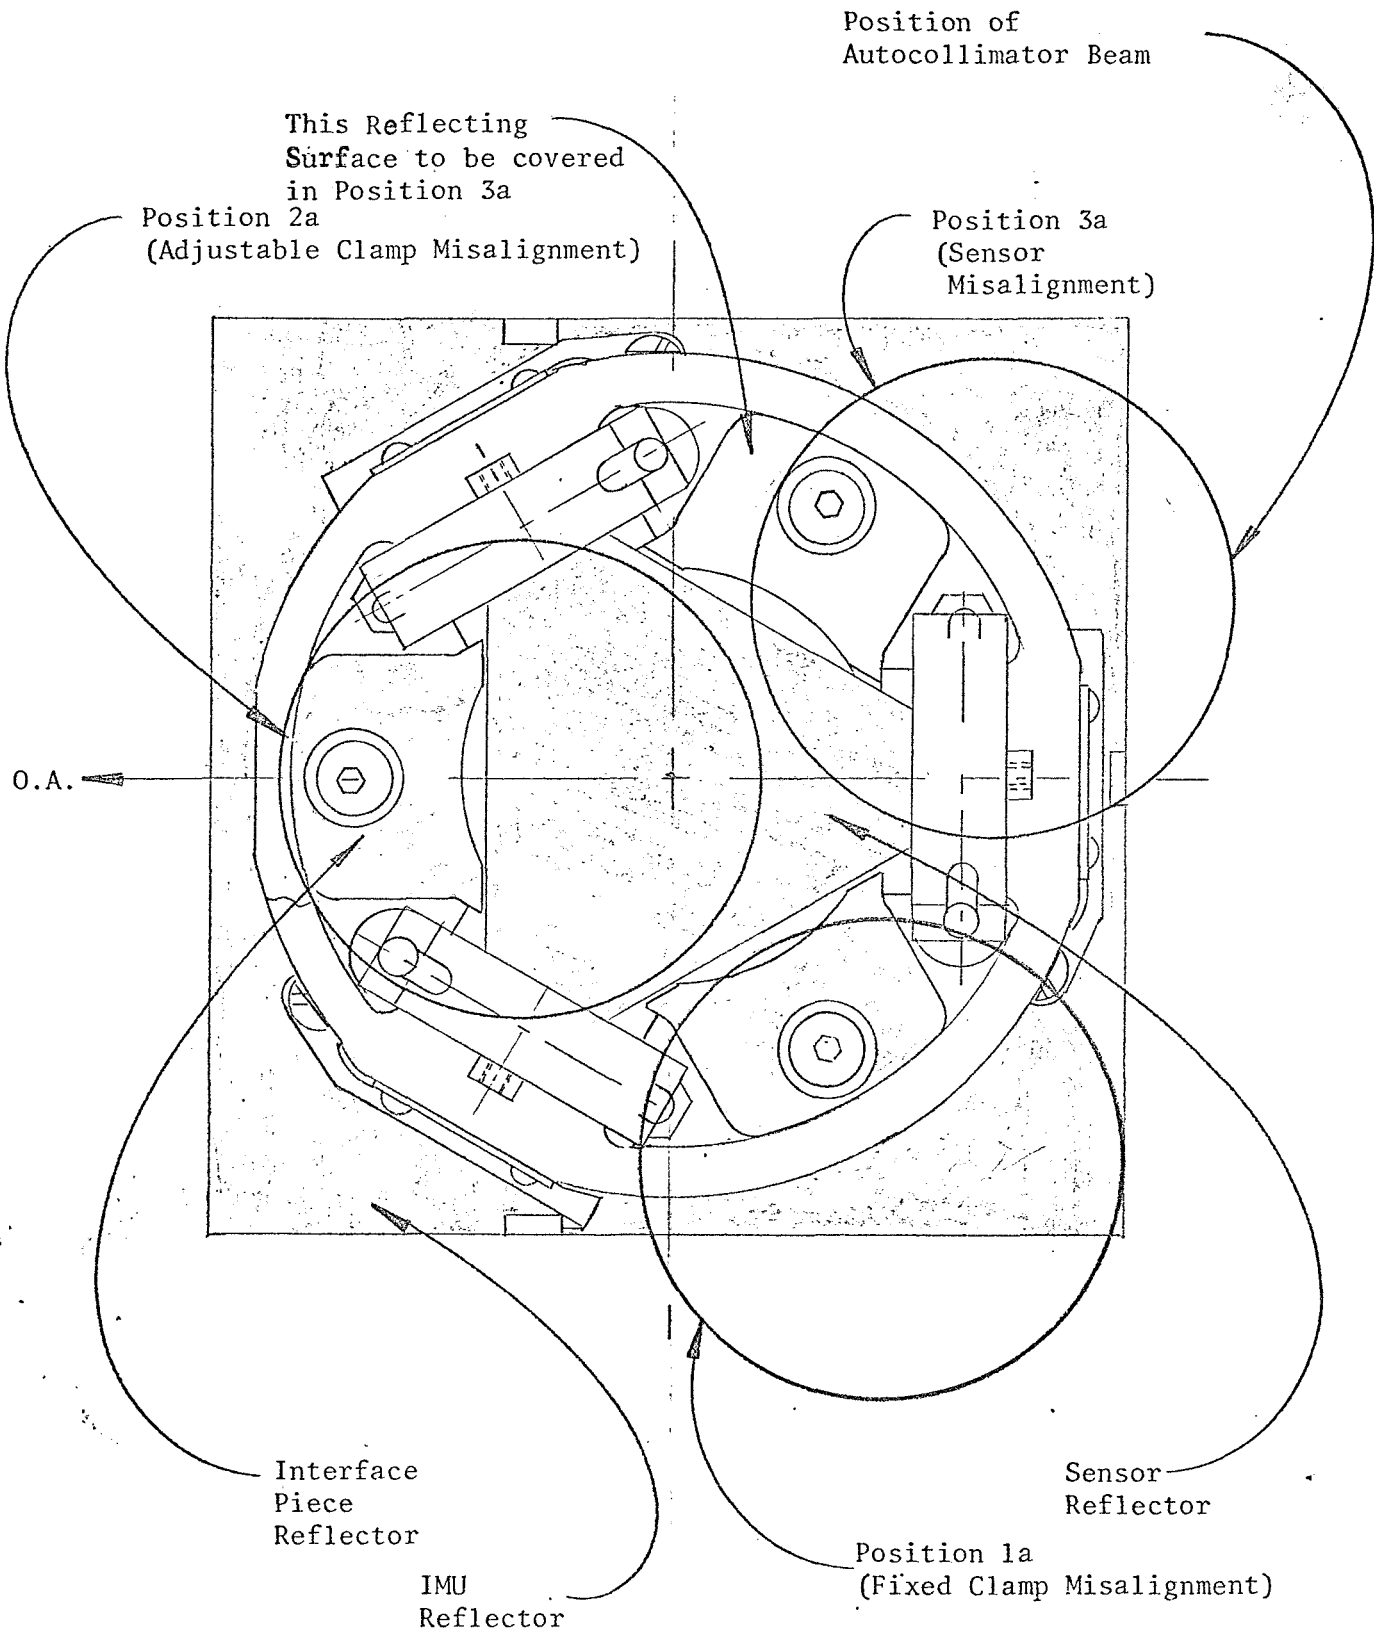 Position of
Autocollimator Beam
This Reflecting
Surface to be covered
in Position 3a
Position 2a
(Adjustable Clamp Misalignment)
Position 3a
(Sensor
Misalignment)
O.A.
Interface
Piece
Reflector
Sensor
Reflector
Position 1a
(Fixed Clamp Misalignment)
IMU
Reflector